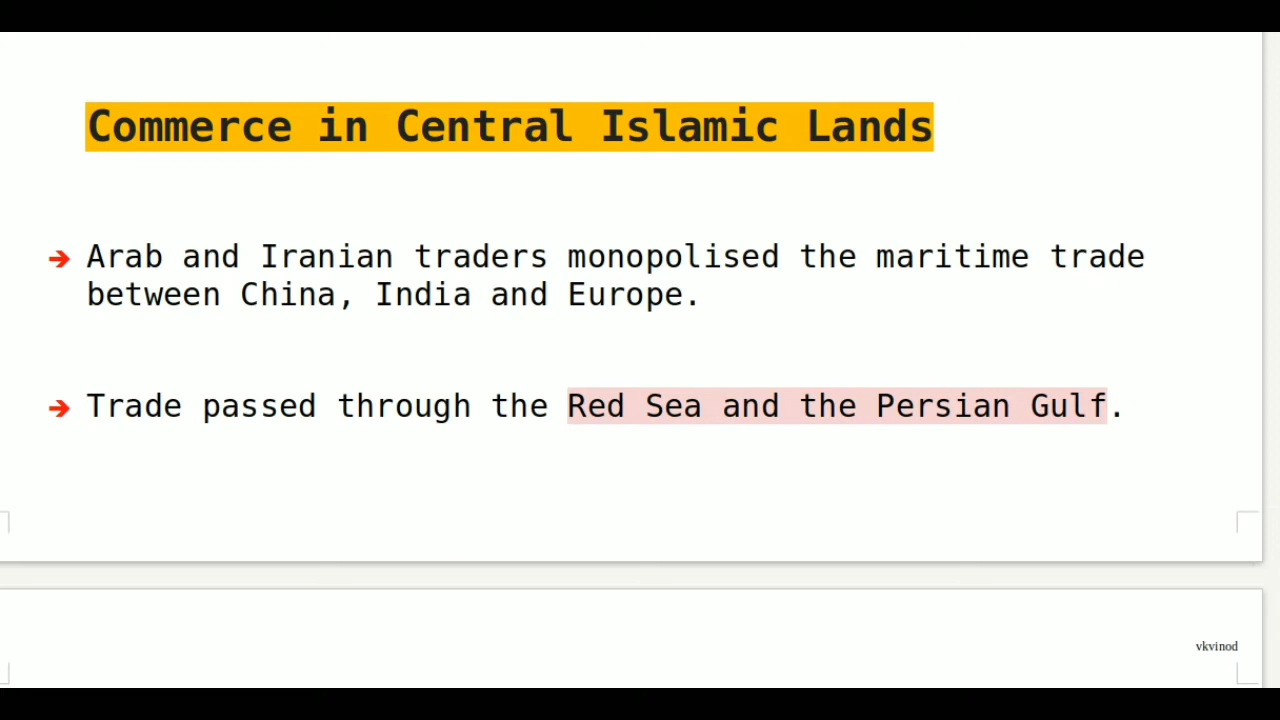 Commerce in Central Islamic Lands
➔ Arab and Iranian traders monopolised the maritime trade
between China, India and Europe.
➔ Trade passed through the Red Sea and the Persian Gulf.
vkvinod